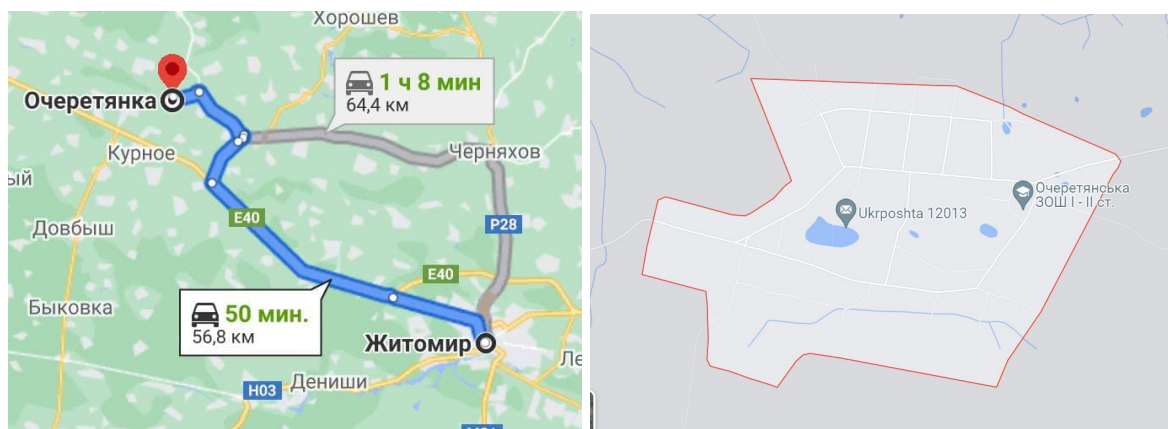 Хорошев
1 ч 8 мин
64,4 км
Очеретянка
Курное
Черняхов
ый
E40
P28
Довбыш
E40
50 мин.
56,8 км
Быковка
Житомир
Ле
H03
Дениши
Очеретянська
ЗОШ І - ІІ ст.
Ukrposhta 12013